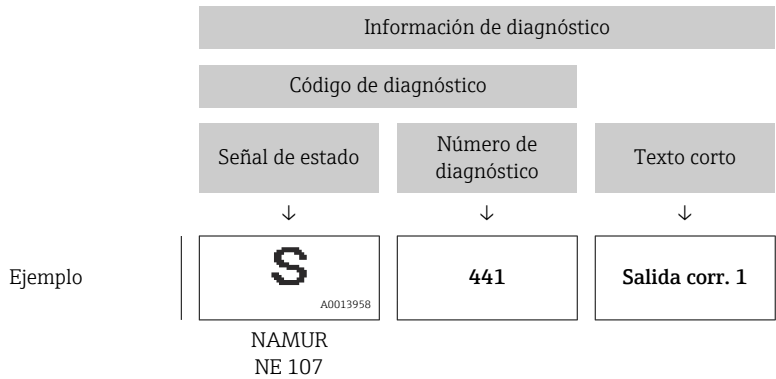 Información de diagnóstico
Código de diagnóstico
Señal de estado
Número de
diagnóstico
Texto corto
↓ ↓ ↓
Ejemplo
S
A0013958
441
Salida corr. 1
NAMUR
NE 107